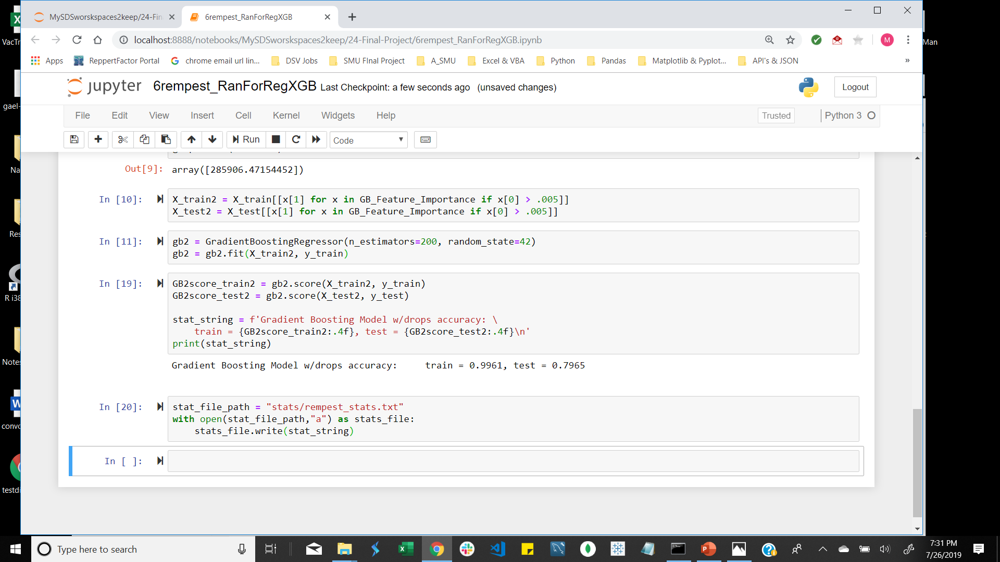 MySDSworskspaces2keep/24-Fin
6rempest_RanForRegXGB
localhost:8888/notebooks/MySDSworskspaces2keep/24-Final-Project/6rempest_RanForRegXGB.ipynb
M
Apps
ReppertFactor Portal
chrome email url lin...
DSV Jobs
SMU FInal Project
A_SMU
Excel & VBA
Python
Pandas
Matplotlib & Pyplot...
API's & JSON
»
jupyter
6rempest_RanForRegXGB Last Checkpoint: a few seconds ago (unsaved changes)
Logout
File
Edit
View
Insert
Cell
Kernel
Widgets
Help
Trusted
Python 3
Run
Code
Out[9]: array([285906.47154452])
In [10]: X_train2 = X_train[[x[1] for x in GB_Feature_Importance if x[0] > .005]]
X_test2 = X_test[[x[1] for x in GB_Feature_Importance if x[0] > .005]]
In [11]: gb2 = GradientBoostingRegressor(n_estimators=200, random_state=42)
gb2 = gb2.fit(X_train2, y_train)
In [19]: GB2score_train2 = gb2.score(X_train2, y_train)
GB2score_test2 = gb2.score(X_test2, y_test)
stat_string = f'Gradient Boosting Model w/drops accuracy: \
train = {GB2score_train2:.4f}, test = {GB2score_test2:.4f}\n'
print(stat_string)
Gradient Boosting Model w/drops accuracy:     train = 0.9961, test = 0.7965
In [20]: stat_file_path = "stats/rempest_stats.txt"
with open(stat_file_path,"a") as stats_file:
stats_file.write(stat_string)
In [ ]:
VacTr
gael-
Na
Res
R i38
Notes
convo
testdi
Man
Type here to search
7:31 PM
7/26/2019